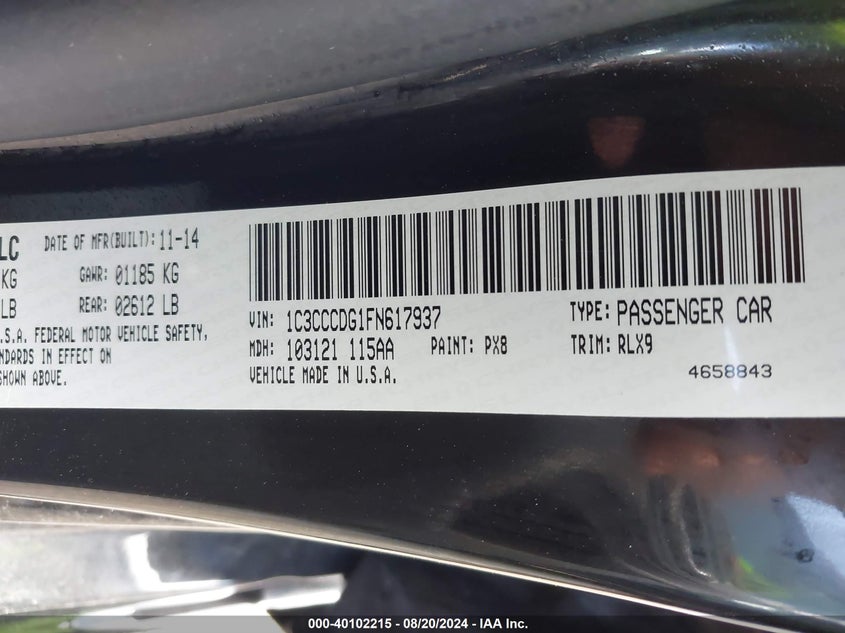 LC DATE OF MFR(BUILT): 11-14
KG GAWR: 01185 KG
LB REAR: 02612 LB
.S.A. FEDERAL MOTOR VEHICLE SAFETY,
NDARDS IN EFFECT ON
SHOWN ABOVE.
VIN: 1C3CCCDG1FN617937 TYPE: PASSENGER CAR
MDH: 103121 115AA PAINT: PX8 TRIM: RLX9
VEHICLE MADE IN U.S.A. 4658843
000-40102215 - 08/20/2024 - IAA Inc.